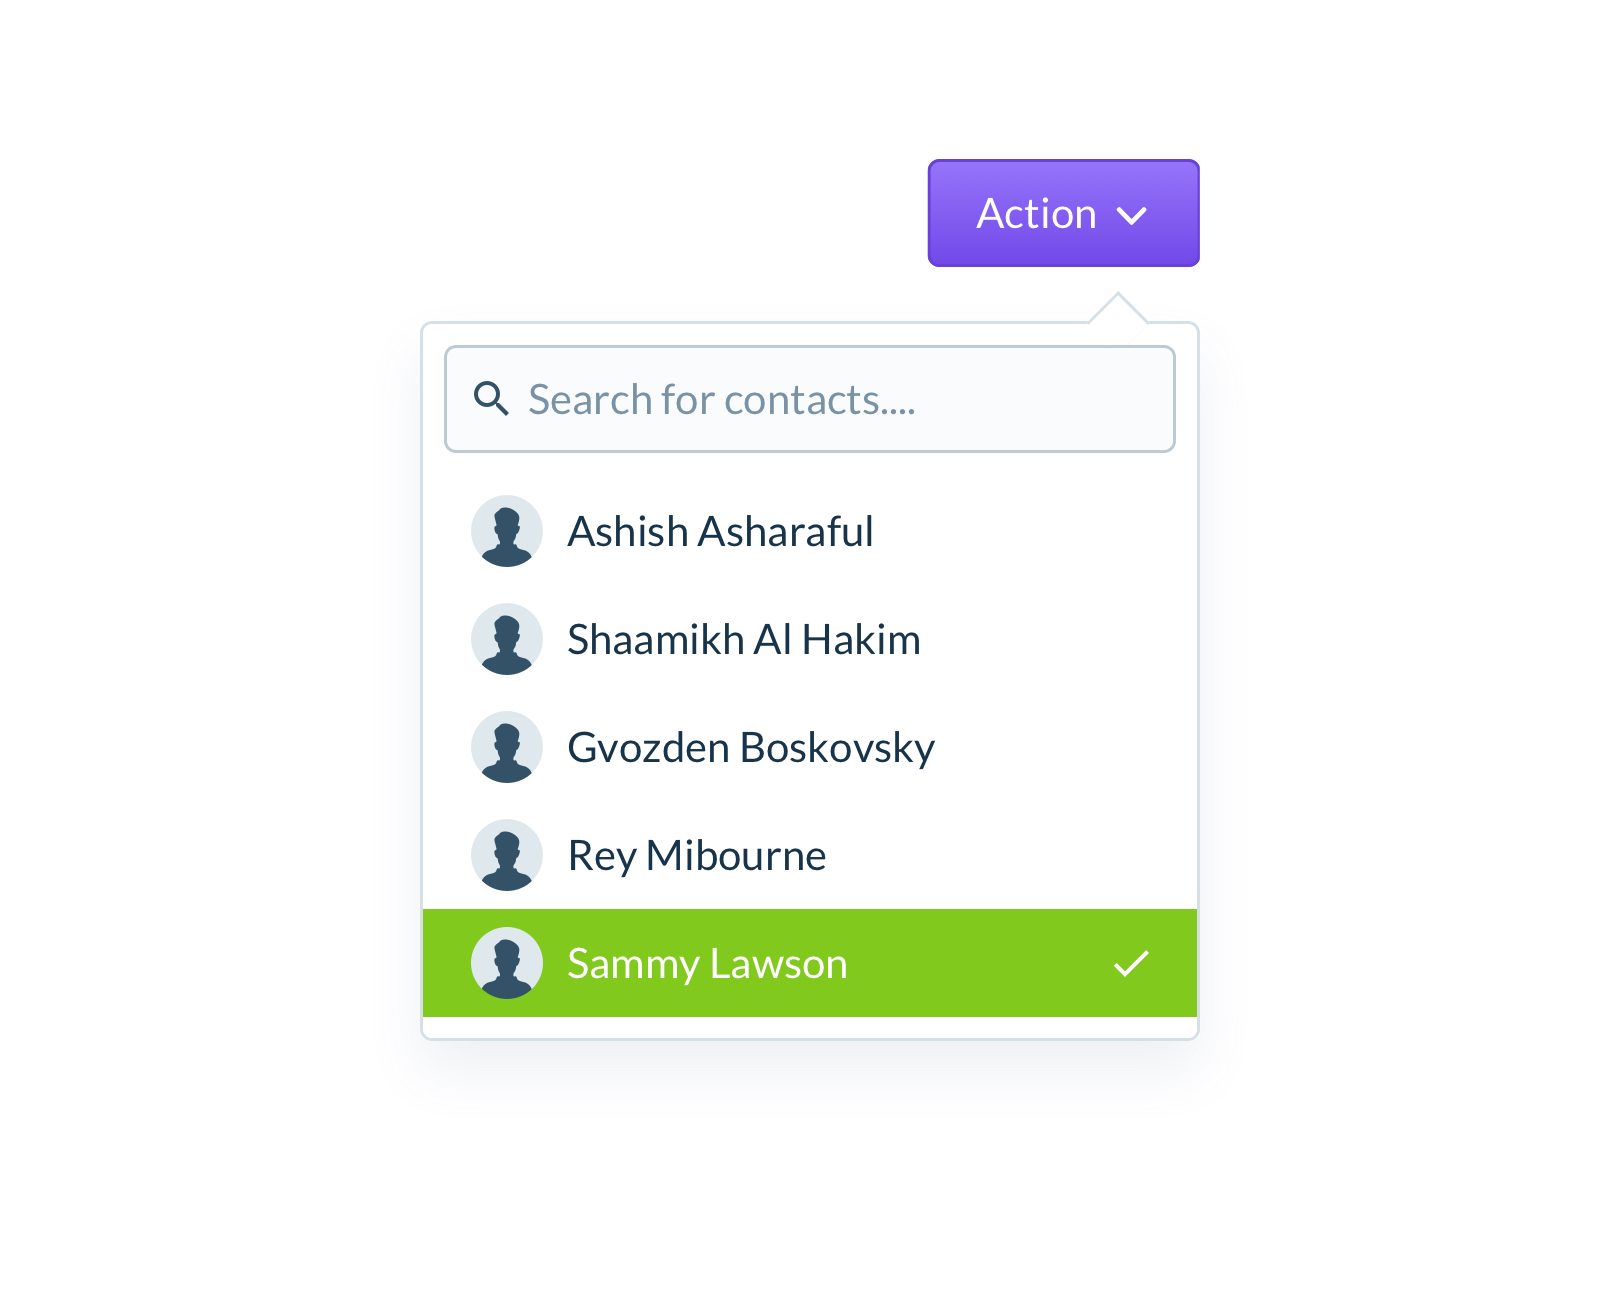 Action
Search for contacts....
Ashish Asharaful
Shaamikh Al Hakim
Gvozden Boskovsky
Rey Mibourne
Sammy Lawson